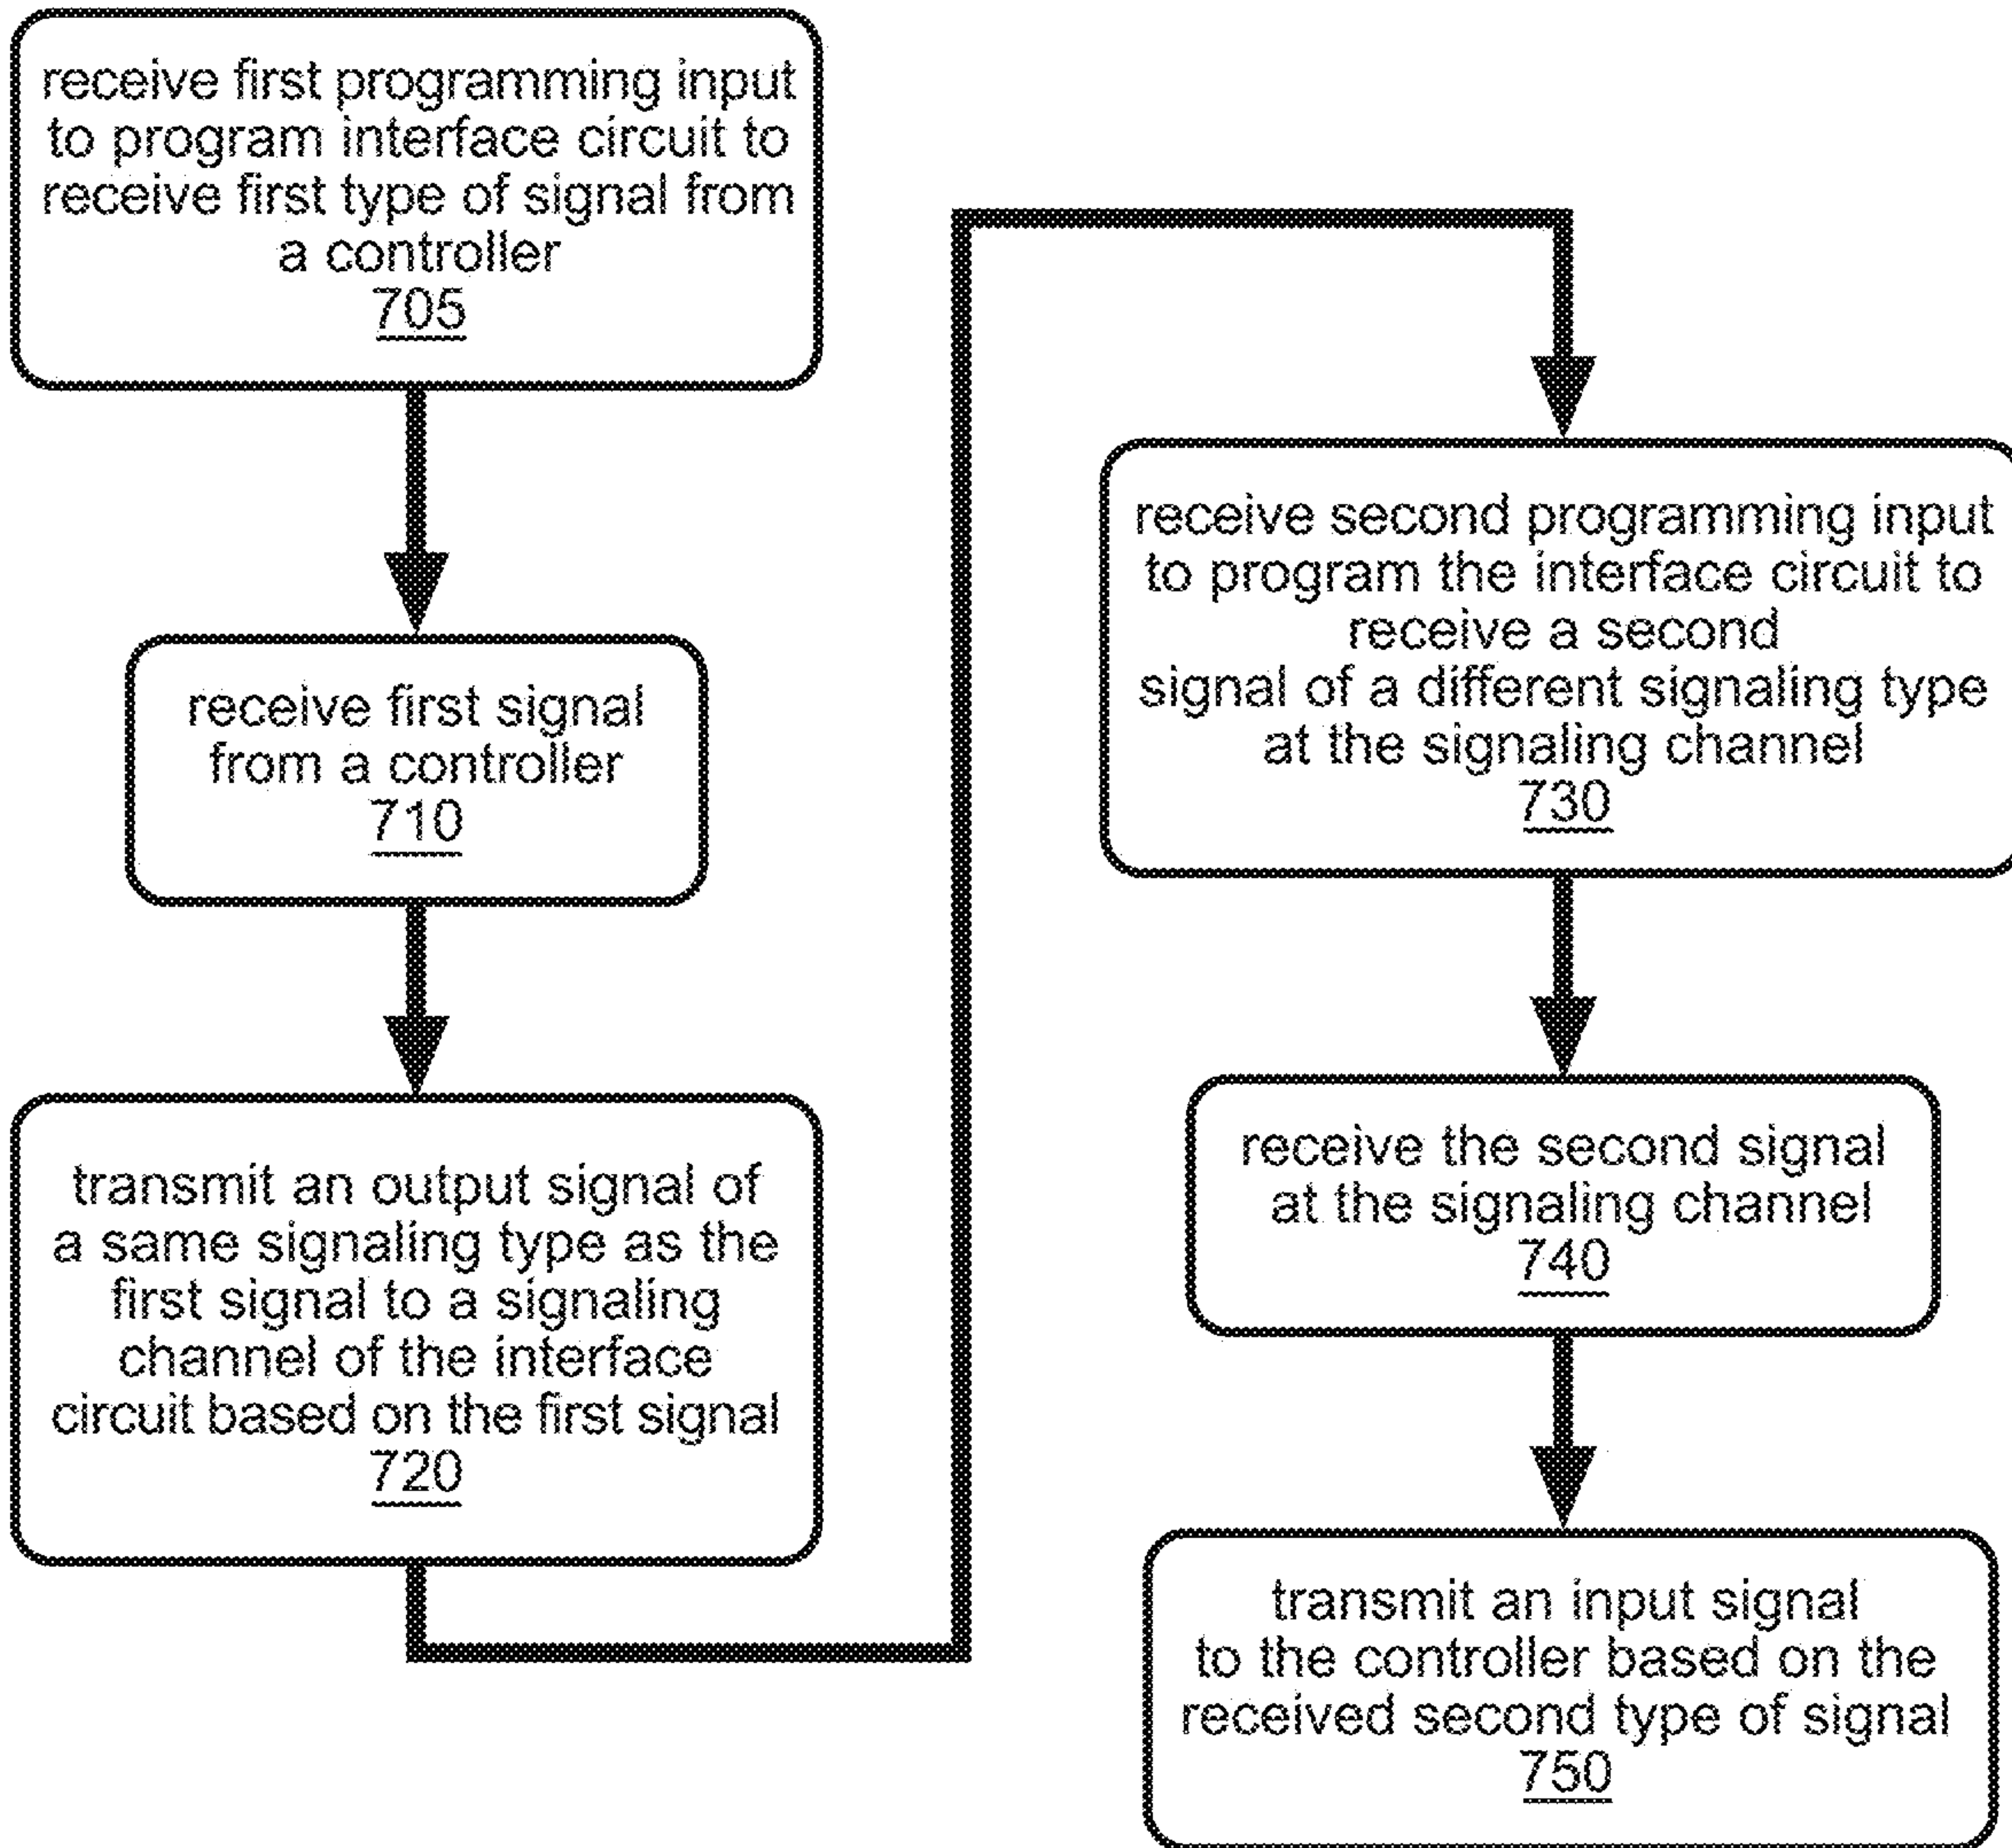 receive first programming input
to program interface circuit to
receive first type of signal from
a controller
705
receive first signal
from a controller
710
transmit an output signal of
a same signaling type as the
first signal to a signaling
channel of the interface
circuit based on the first signal
720
receive second programming input
to program the interface circuit to
receive a second
signal of a different signaling type
at the signaling channel
730
receive the second signal
at the signaling channel
740
transmit an input signal
to the controller based on the
received second type of signal
750